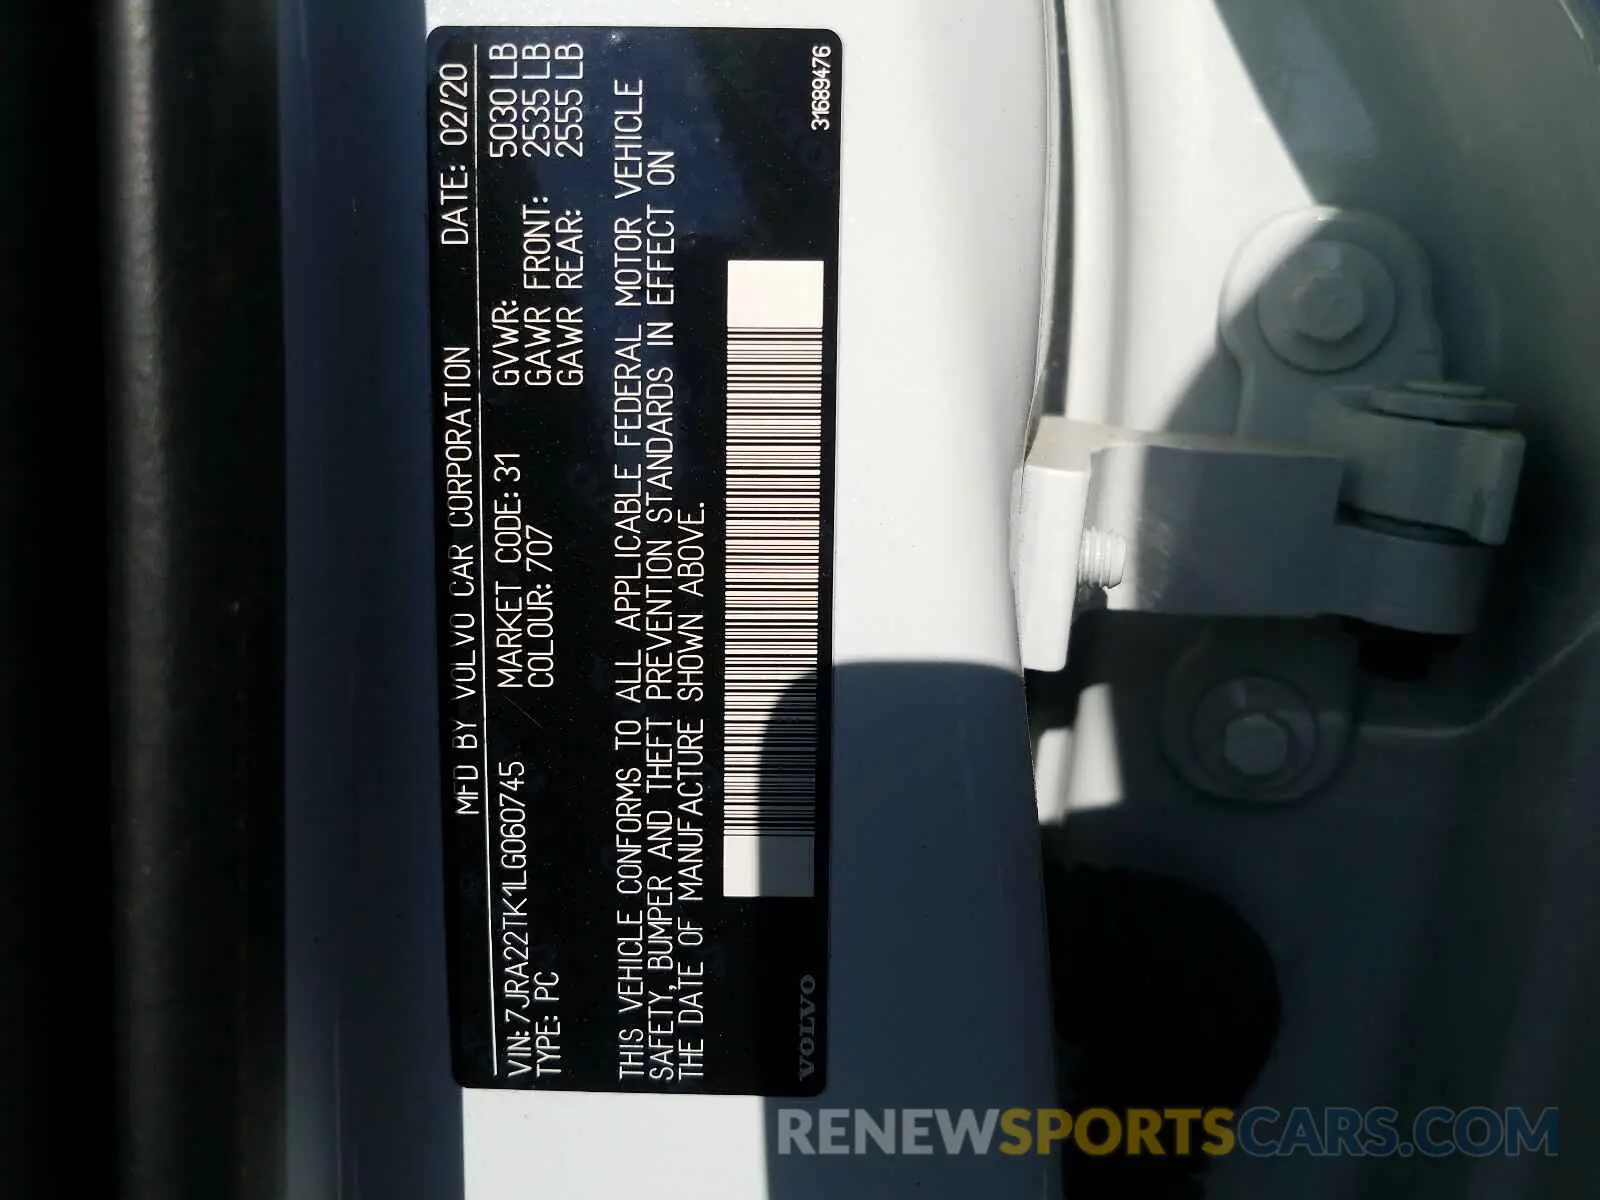 MFD BY VOLVO CAR CORPORATION DATE: 02/20
VIN: 7JRA22TK1LG060745 MARKET CODE: 31 GVWR: 5030 LB
TYPE: PC COLOUR: 707 GAWR FRONT: 2535 LB
GAWR REAR: 2555 LB
THIS VEHICLE CONFORMS TO ALL APPLICABLE FEDERAL MOTOR VEHICLE
SAFETY, BUMPER AND THEFT PREVENTION STANDARDS IN EFFECT ON
THE DATE OF MANUFACTURE SHOWN ABOVE.
VOLVO
31689476
RENEWSPORTSCARS.COM